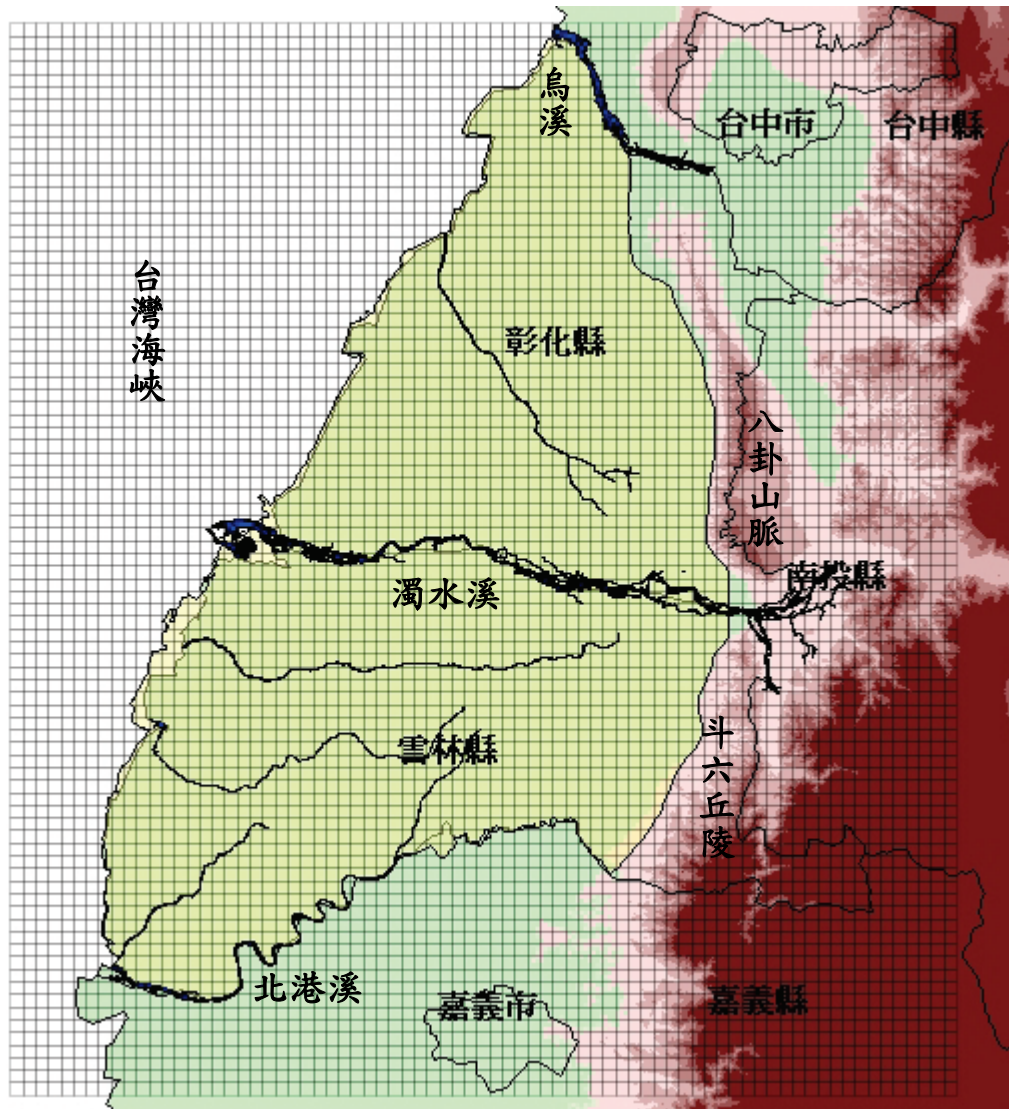 烏溪
台中市
台中縣
台灣海峽
彰化縣
八卦山脈
南投縣
濁水溪
斗六丘陵
雲林縣
北港溪
嘉義市
嘉義縣